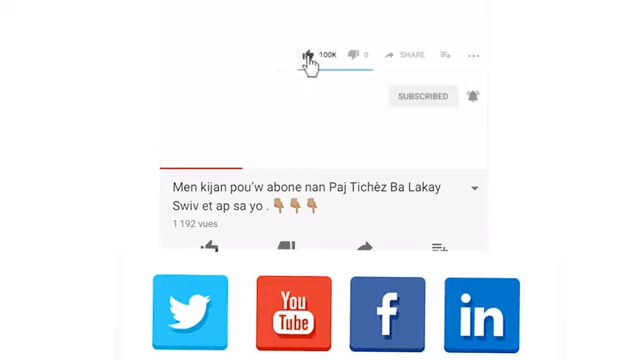 100K 0 SHARE
SUBSCRIBED
Men kijan pou'w abone nan Paj Tichèz Ba Lakay
Swiv et ap sa yo . 👇🏽👇🏽👇🏽
1 192 vues
You
Tube
f
in